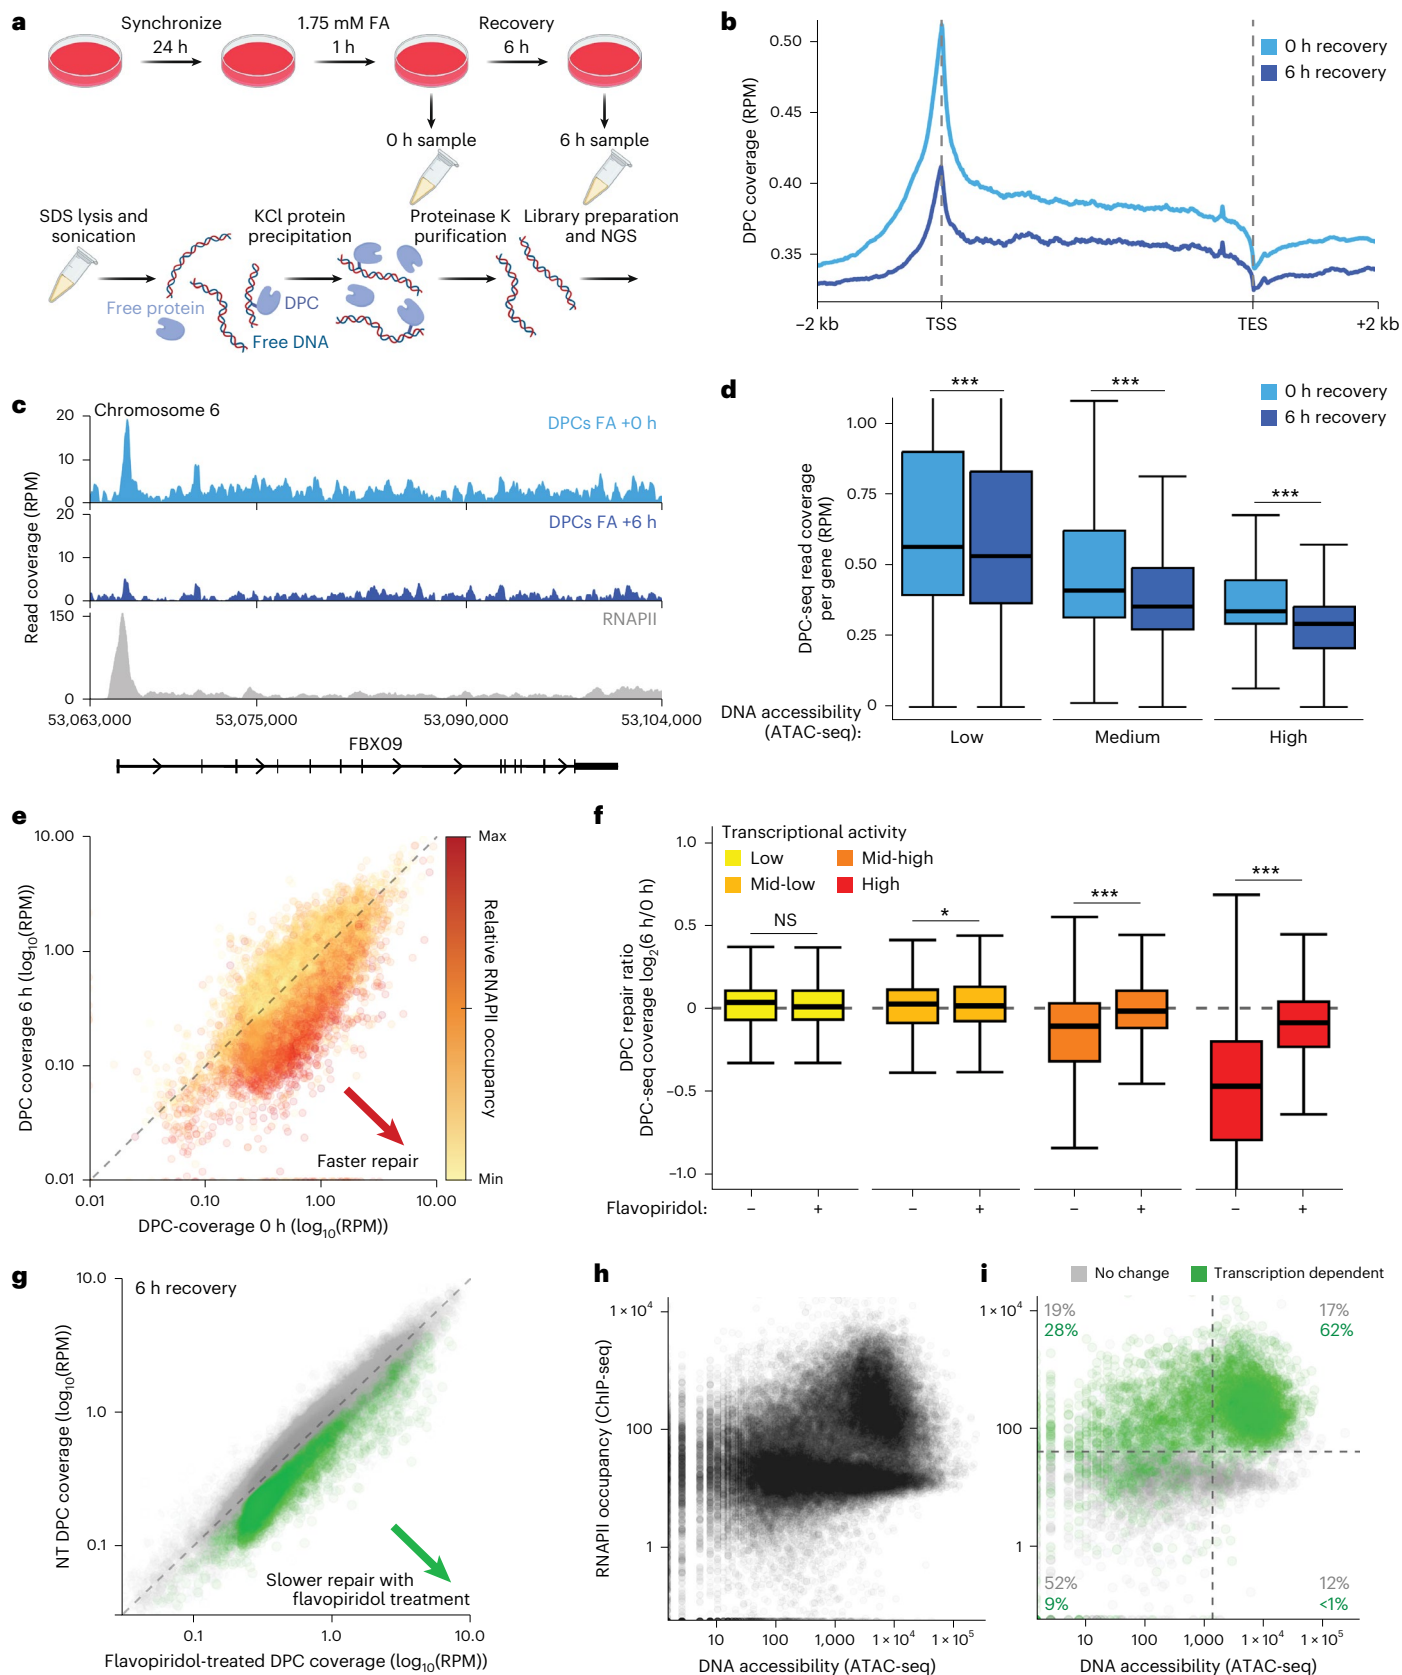 a
Synchronize
24 h
1.75 mM FA
1 h
Recovery
6 h
0 h sample
6 h sample
SDS lysis and
sonication
KCl protein
precipitation
Proteinase K
purification
Library preparation
and NGS
Free protein
DPC
Free DNA
b
DPC coverage (RPM)
0.50
0.45
0.40
0.35
0 h recovery
6 h recovery
−2 kb
TSS
TES
+2 kb
c
Chromosome 6
Read coverage (RPM)
20
10
0
DPCs FA +0 h
20
10
0
DPCs FA +6 h
150
0
RNAPII
53,063,000
53,075,000
53,090,000
53,104,000
FBX09
d
DPC-seq read coverage
per gene (RPM)
1.00
0.75
0.50
0.25
0
***
***
***
0 h recovery
6 h recovery
DNA accessibility
(ATAC-seq):
Low
Medium
High
e
DPC coverage 6 h (log10(RPM))
10.00
1.00
0.10
0.01
Faster repair
0.01
0.10
1.00
10.00
DPC-coverage 0 h (log10(RPM))
Max
Min
Relative RNAPII occupancy
f
DPC repair ratio
DPC-seq coverage log2(6 h/0 h)
1.0
0.5
0
−0.5
−1.0
Transcriptional activity
Low
Mid-high
Mid-low
High
NS
*
***
***
Flavopiridol:
− + − + − + − +
g
6 h recovery
NT DPC coverage (log10(RPM))
10.0
1.0
0.1
Slower repair with
flavopiridol treatment
0.1
1.0
10.0
Flavopiridol-treated DPC coverage (log10(RPM))
h
RNAPII occupancy (ChIP-seq)
1 × 10⁴
100
1
10
100
1,000
1 × 10⁴
1 × 10⁵
DNA accessibility (ATAC-seq)
i
No change
Transcription dependent
1 × 10⁴
100
1
19%
28%
17%
62%
52%
9%
12%
<1%
10
100
1,000
1 × 10⁴
1 × 10⁵
DNA accessibility (ATAC-seq)